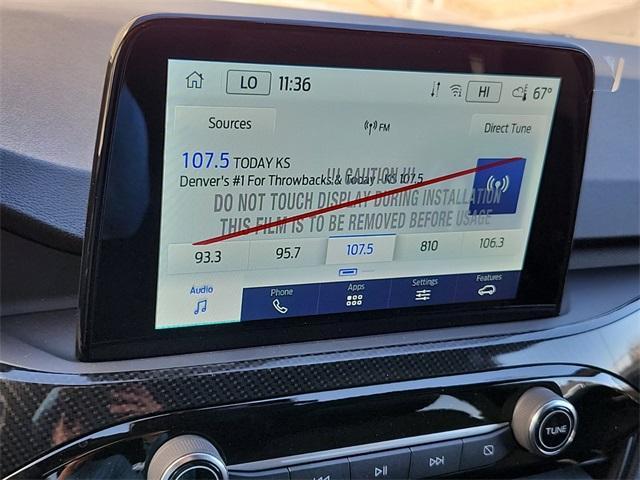 LO 11:36 HI 67°
Sources FM Direct Tune
107.5 TODAY KS
Denver's #1 For Throwbacks & Today - KS 107.5
!!! CAUTION !!!
DO NOT TOUCH DISPLAY DURING INSTALLATION
THIS FILM IS TO BE REMOVED BEFORE USAGE
93.3 95.7 107.5 810 106.3
Audio Phone Apps Settings Features
TUNE